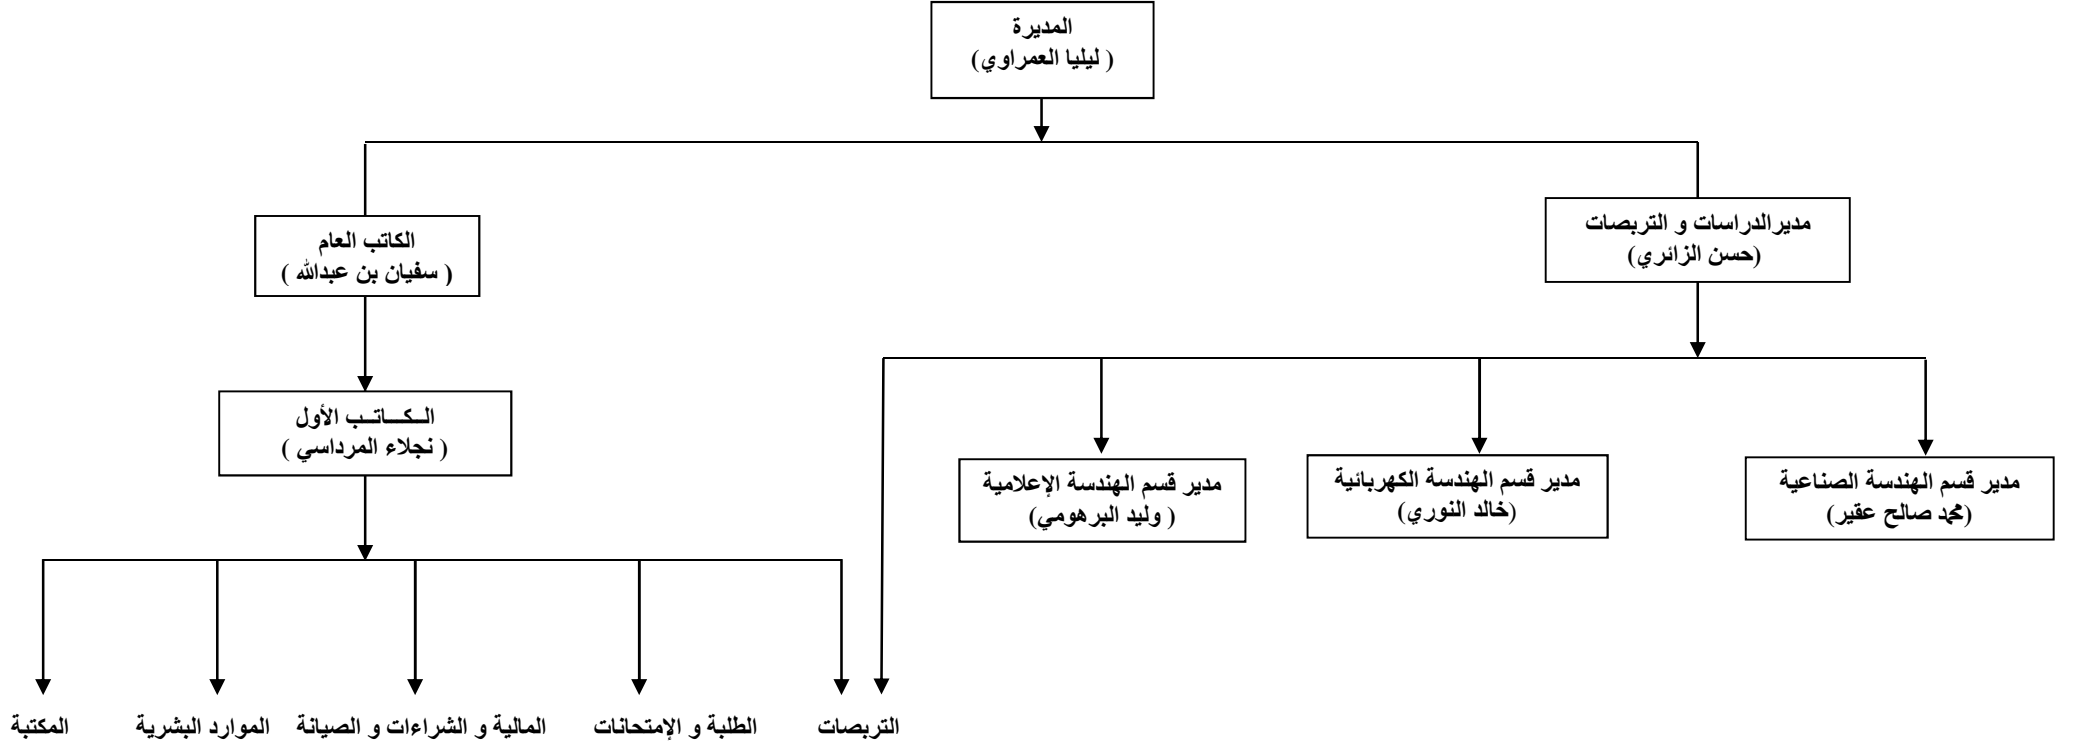 المديرة
( ليليا العمراوي)
مديرالدراسات و التربصات
(حسن الزائري)
الكاتب العام
( سفيان بن عبدالله )
الــكـــاتــب الأول
( نجلاء المرداسي )
مدير قسم الهندسة الصناعية
(محمد صالح عقير)
مدير قسم الهندسة الكهربائية
(خالد النوري)
مدير قسم الهندسة الإعلامية
( وليد البرهومي)
التربصات
الطلبة و الإمتحانات
المالية و الشراءات و الصيانة
الموارد البشرية
المكتبة